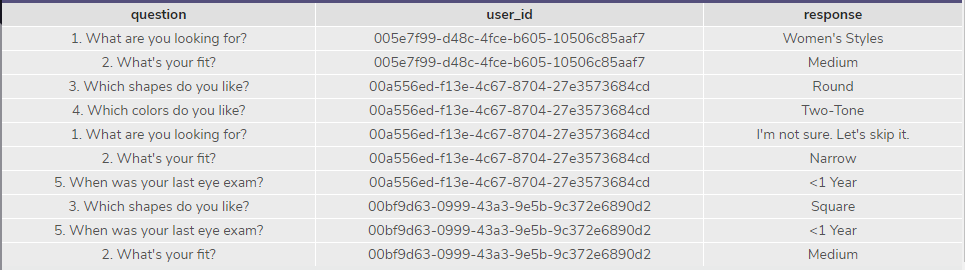 question user_id response
1. What are you looking for? 005e7f99-d48c-4fce-b605-10506c85aaf7 Women's Styles
2. What's your fit? 005e7f99-d48c-4fce-b605-10506c85aaf7 Medium
3. Which shapes do you like? 00a556ed-f13e-4c67-8704-27e3573684cd Round
4. Which colors do you like? 00a556ed-f13e-4c67-8704-27e3573684cd Two-Tone
1. What are you looking for? 00a556ed-f13e-4c67-8704-27e3573684cd I'm not sure. Let's skip it.
2. What's your fit? 00a556ed-f13e-4c67-8704-27e3573684cd Narrow
5. When was your last eye exam? 00a556ed-f13e-4c67-8704-27e3573684cd <1 Year
3. Which shapes do you like? 00bf9d63-0999-43a3-9e5b-9c372e6890d2 Square
5. When was your last eye exam? 00bf9d63-0999-43a3-9e5b-9c372e6890d2 <1 Year
2. What's your fit? 00bf9d63-0999-43a3-9e5b-9c372e6890d2 Medium